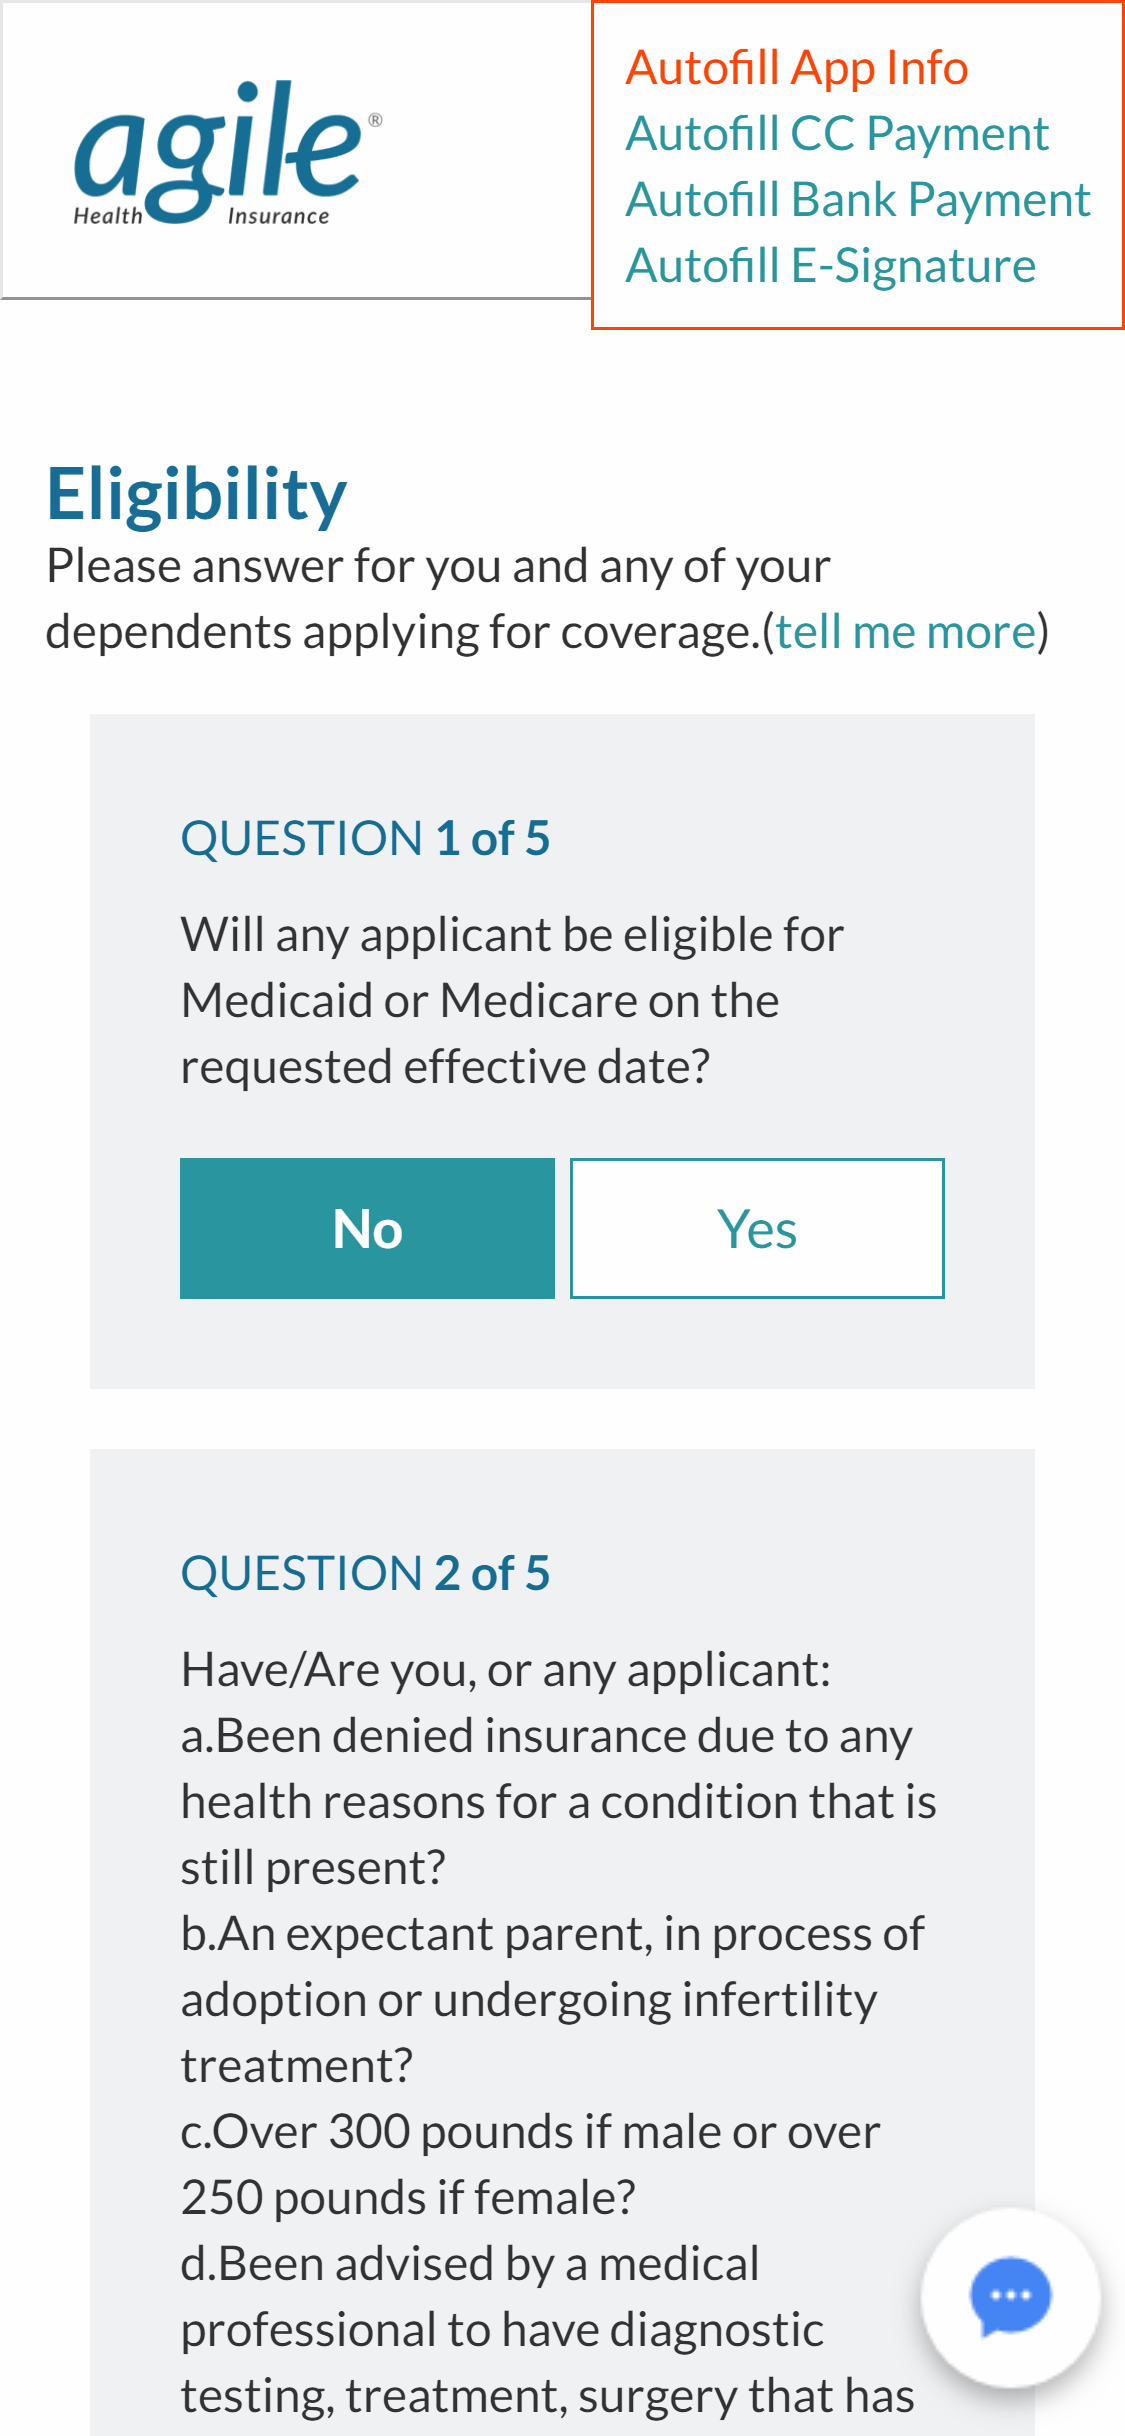 agile®
Health Insurance
Autofill App Info
Autofill CC Payment
Autofill Bank Payment
Autofill E-Signature
Eligibility
Please answer for you and any of your
dependents applying for coverage.(tell me more)
QUESTION 1 of 5
Will any applicant be eligible for
Medicaid or Medicare on the
requested effective date?
No
Yes
QUESTION 2 of 5
Have/Are you, or any applicant:
a.Been denied insurance due to any
health reasons for a condition that is
still present?
b.An expectant parent, in process of
adoption or undergoing infertility
treatment?
c.Over 300 pounds if male or over
250 pounds if female?
d.Been advised by a medical
professional to have diagnostic
testing, treatment, surgery that has